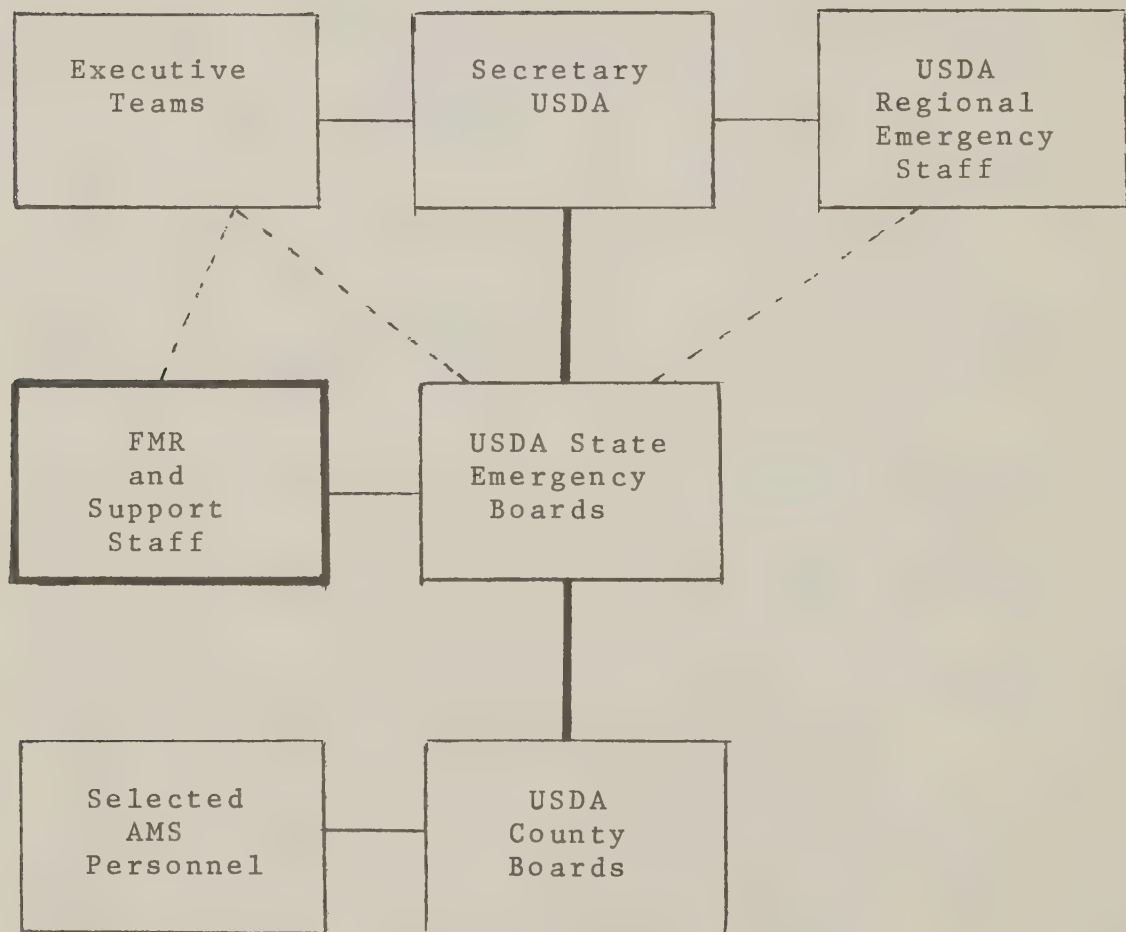 Executive
Teams
Secretary
USDA
USDA
Regional
Emergency
Staff
FMR
and
Support
Staff
USDA State
Emergency
Boards
Selected
AMS
Personnel
USDA
County
Boards